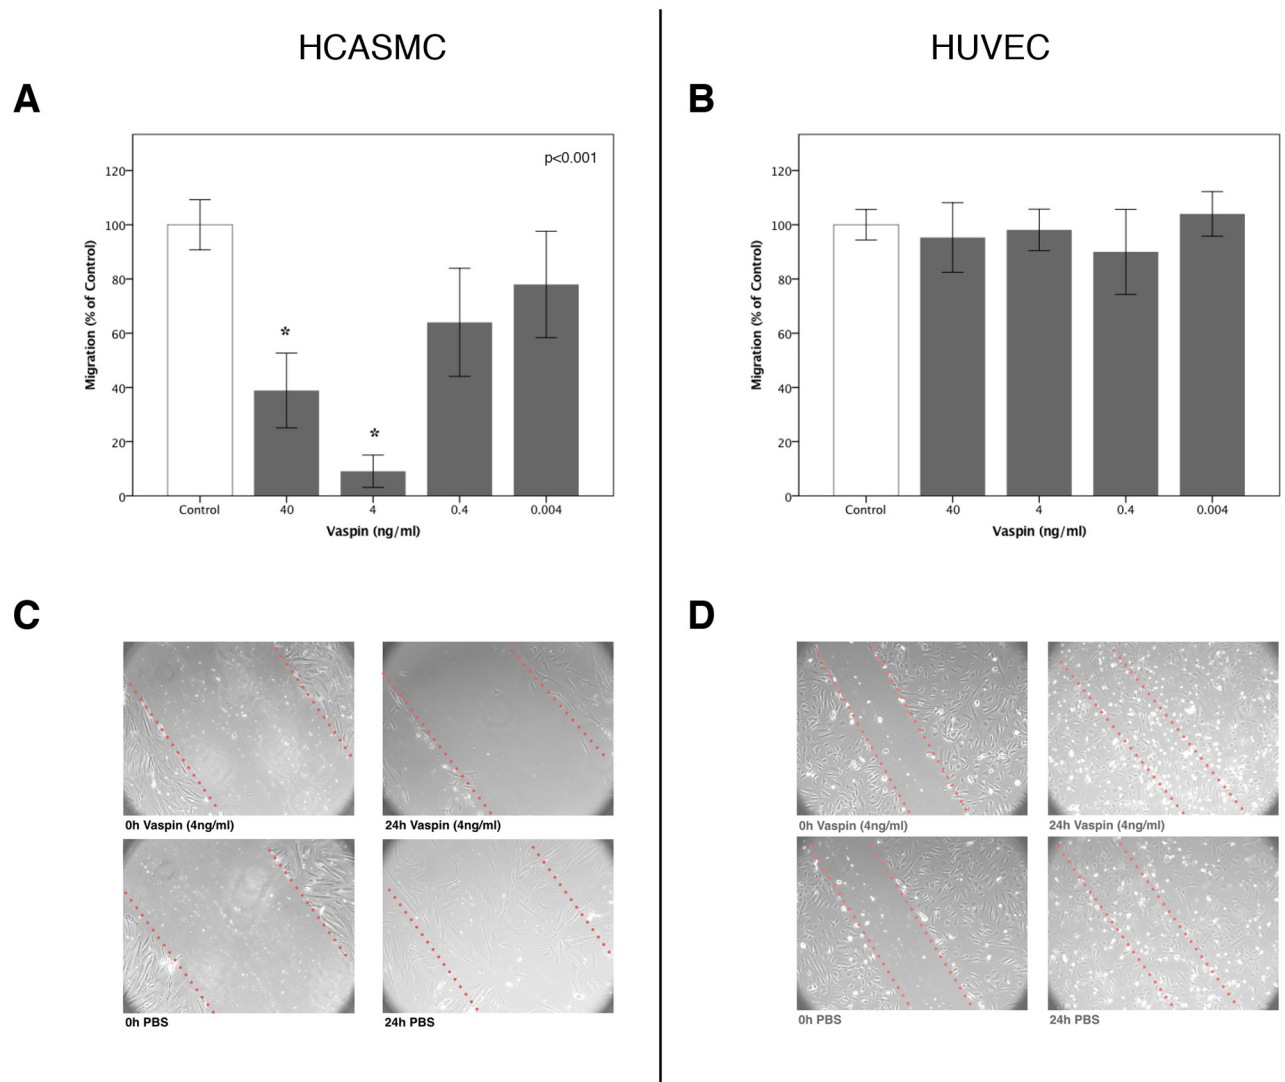 HCASMC
HUVEC
A
B
p<0.001
120
100
80
60
40
20
0
Migration (% of Control)
*
*
Control 40 4 0.4 0.004
Vaspin (ng/ml)
120
100
80
60
40
20
0
Migration (% of Control)
Control 40 4 0.4 0.004
Vaspin (ng/ml)
C
D
0h Vaspin (4ng/ml)
24h Vaspin (4ng/ml)
0h PBS
24h PBS
0h Vaspin (4ng/ml)
24h Vaspin (4ng/ml)
0h PBS
24h PBS